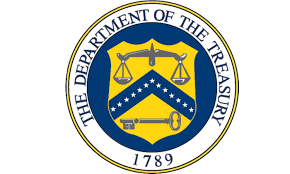 THE DEPARTMENT OF THE TREASURY
1789